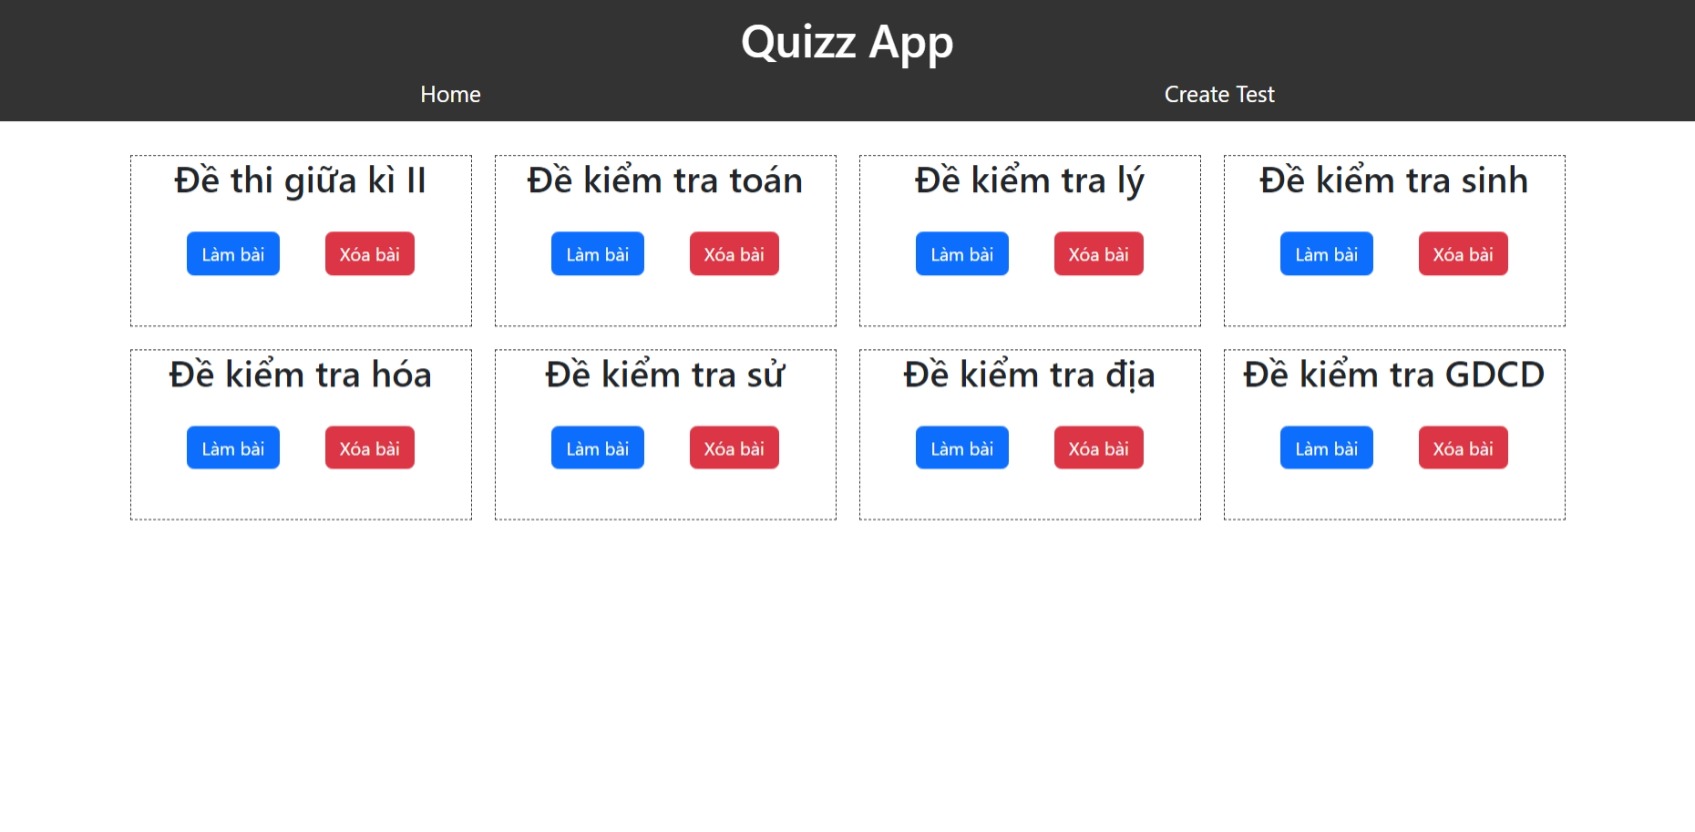 Quizz App
Home Create Test
Đề thi giữa kì II
Làm bài Xóa bài
Đề kiểm tra toán
Làm bài Xóa bài
Đề kiểm tra lý
Làm bài Xóa bài
Đề kiểm tra sinh
Làm bài Xóa bài
Đề kiểm tra hóa
Làm bài Xóa bài
Đề kiểm tra sử
Làm bài Xóa bài
Đề kiểm tra địa
Làm bài Xóa bài
Đề kiểm tra GDCD
Làm bài Xóa bài